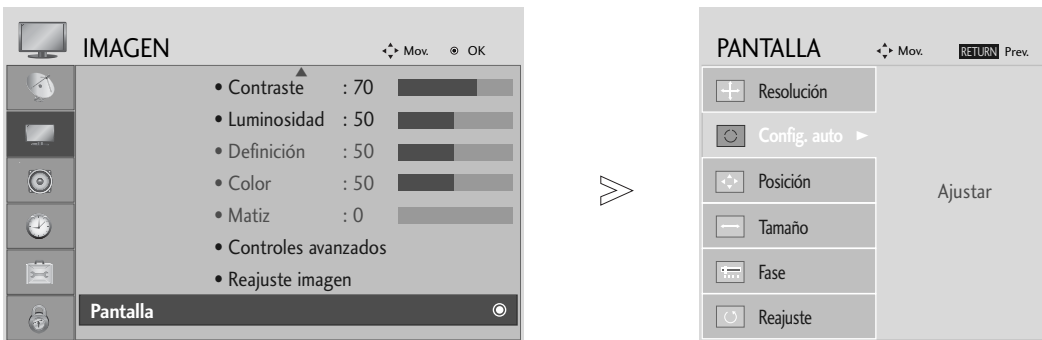 IMAGEN
Mov. OK
• Contraste : 70
• Luminosidad : 50
• Definición : 50
• Color : 50
• Matiz : 0
• Controles avanzados
• Reajuste imagen
Pantalla
PANTALLA
Mov. RETURN Prev.
Resolución
Config. auto
Posición
Tamaño
Fase
Reajuste
Ajustar